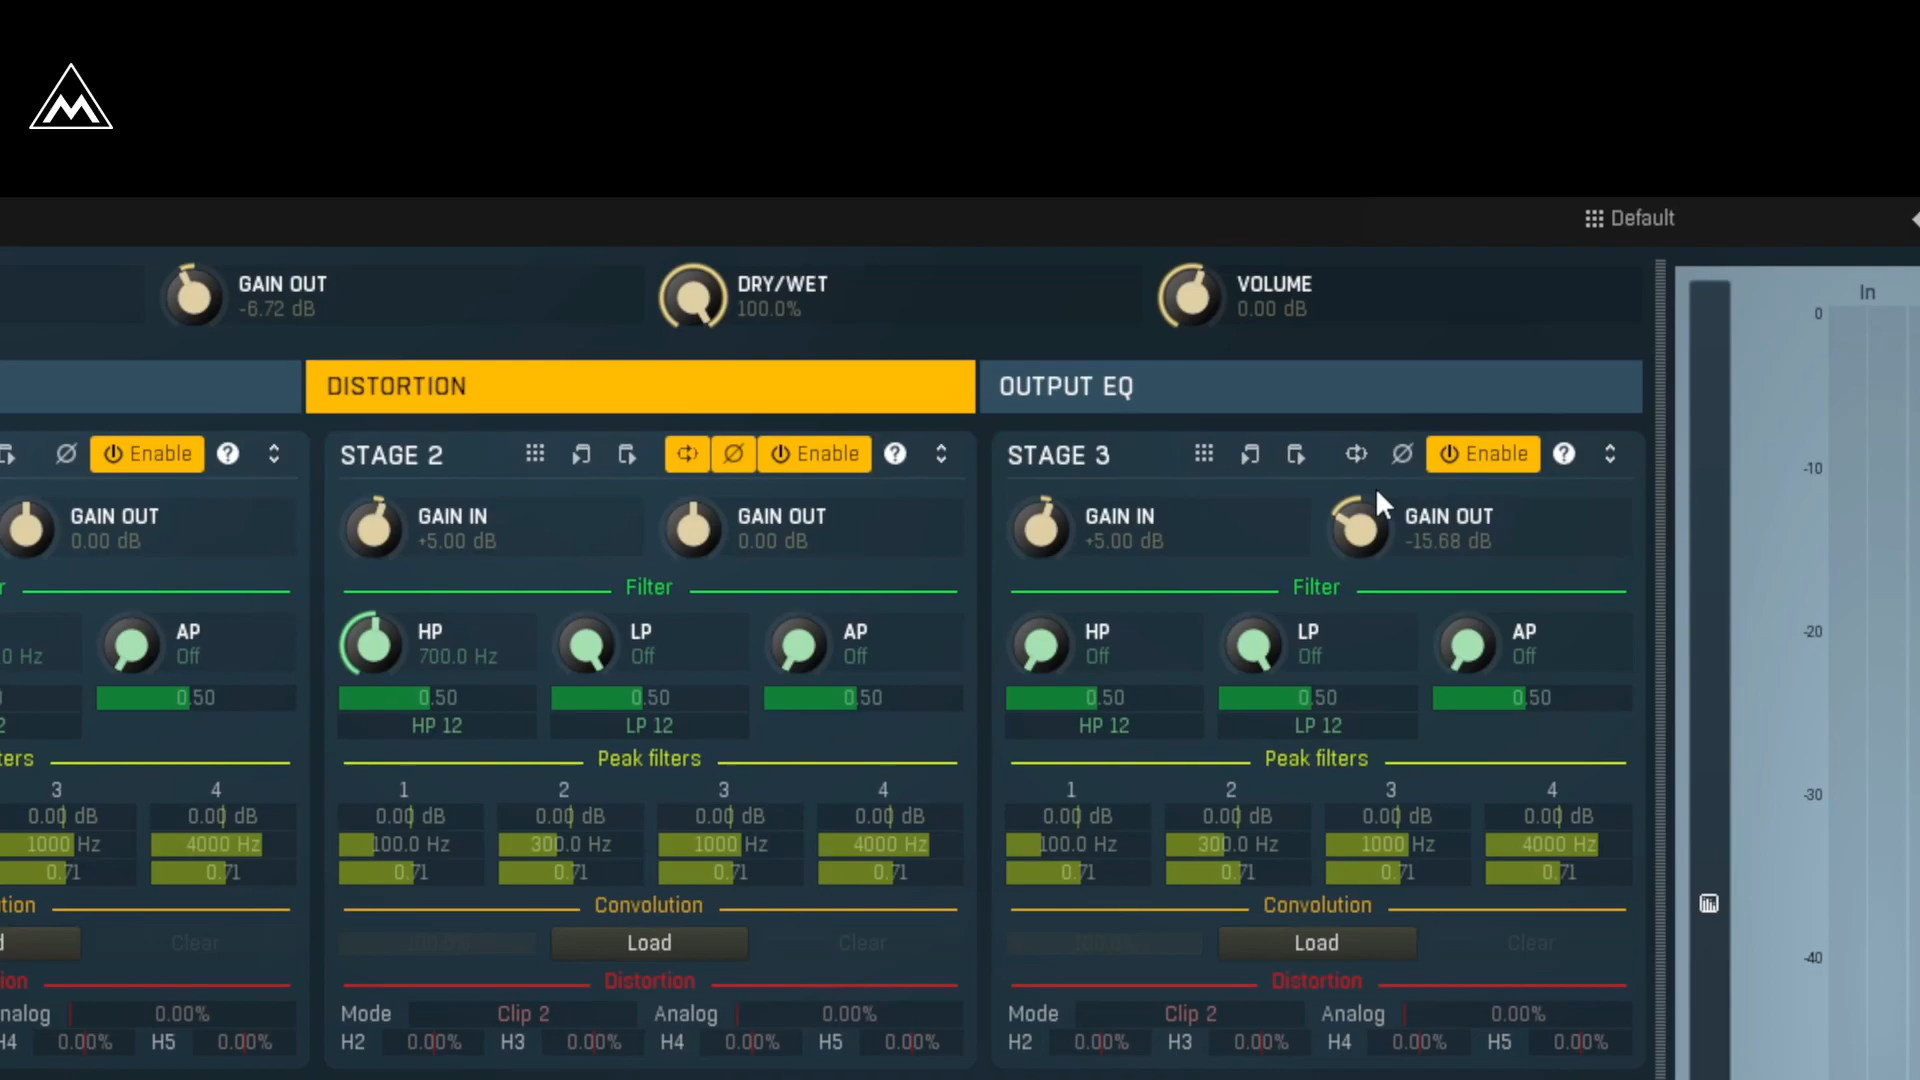 Default
GAIN OUT
-6.72 dB
DRY/WET
100.0%
VOLUME
0.00 dB
In
DISTORTION
OUTPUT EQ
Enable
STAGE 2
Enable
STAGE 3
Enable
GAIN OUT
0.00 dB
GAIN IN
+5.00 dB
GAIN OUT
0.00 dB
GAIN IN
+5.00 dB
GAIN OUT
-15.68 dB
Filter
Filter
0 Hz
AP
Off
HP
700.0 Hz
LP
Off
AP
Off
HP
Off
LP
Off
AP
Off
0.50
0.50
0.50
0.50
0.50
0.50
0.50
2
HP 12
LP 12
HP 12
LP 12
ers
Peak filters
Peak filters
3 4
1 2 3 4
1 2 3 4
0.00 dB 0.00 dB
0.00 dB 0.00 dB 0.00 dB 0.00 dB
0.00 dB 0.00 dB 0.00 dB 0.00 dB
1000 Hz 4000 Hz
100.0 Hz 300.0 Hz 1000 Hz 4000 Hz
100.0 Hz 300.0 Hz 1000 Hz 4000 Hz
0.71 0.71
0.71 0.71 0.71 0.71
0.71 0.71 0.71 0.71
tion
Convolution
Convolution
d Clear
Load Clear
Load Clear
ion
Distortion
Distortion
nalog 0.00%
Mode Clip 2 Analog 0.00%
Mode Clip 2 Analog 0.00%
H4 0.00% H5 0.00%
H2 0.00% H3 0.00% H4 0.00% H5 0.00%
H2 0.00% H3 0.00% H4 0.00% H5 0.00%
0
-10
-20
-30
-40